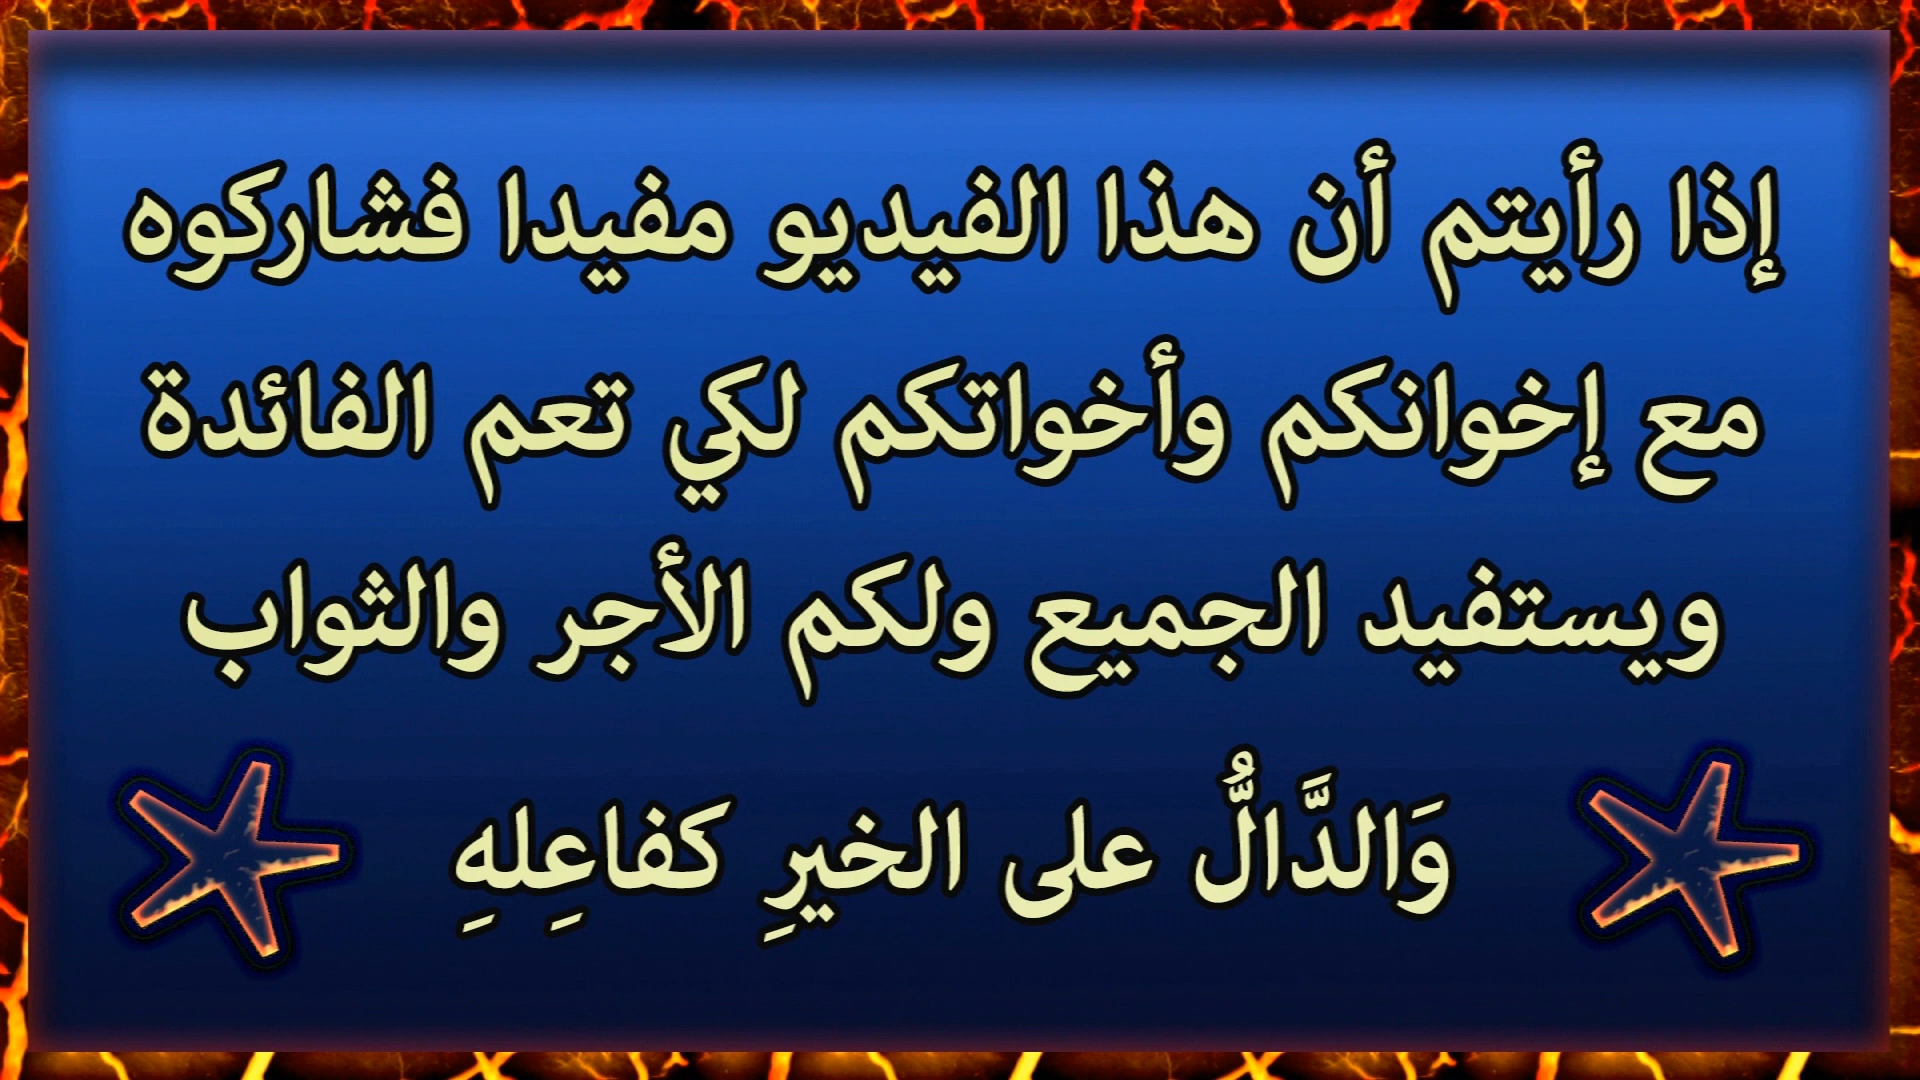 إذا رأيتم أن هذا الفيديو مفيدا فشاركوه
مع إخوانكم وأخواتكم لكي تعم الفائدة
ويستفيد الجميع ولكم الأجر والثواب
وَالدَّالُّ على الخيرِ كفاعِلهِ